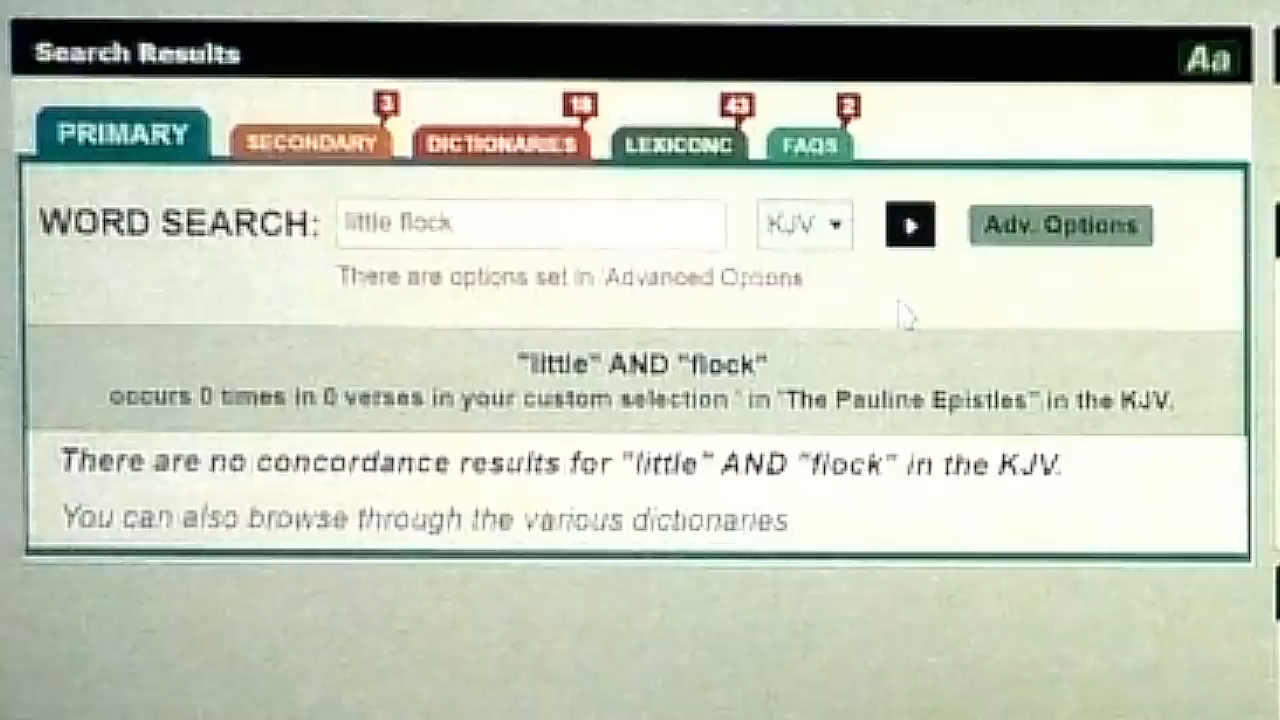 Search Results
Aa
3 18 43 2
PRIMARY SECONDARY DICTIONARIES LEXICONC FAQS
WORD SEARCH: little flock KJV Adv. Options
There are options set in 'Advanced Options
"little" AND "flock"
occurs 0 times in 0 verses in your custom selection ' in "The Pauline Epistles" in the KJV.
There are no concordance results for "little" AND "flock" in the KJV.
You can also browse through the various dictionaries